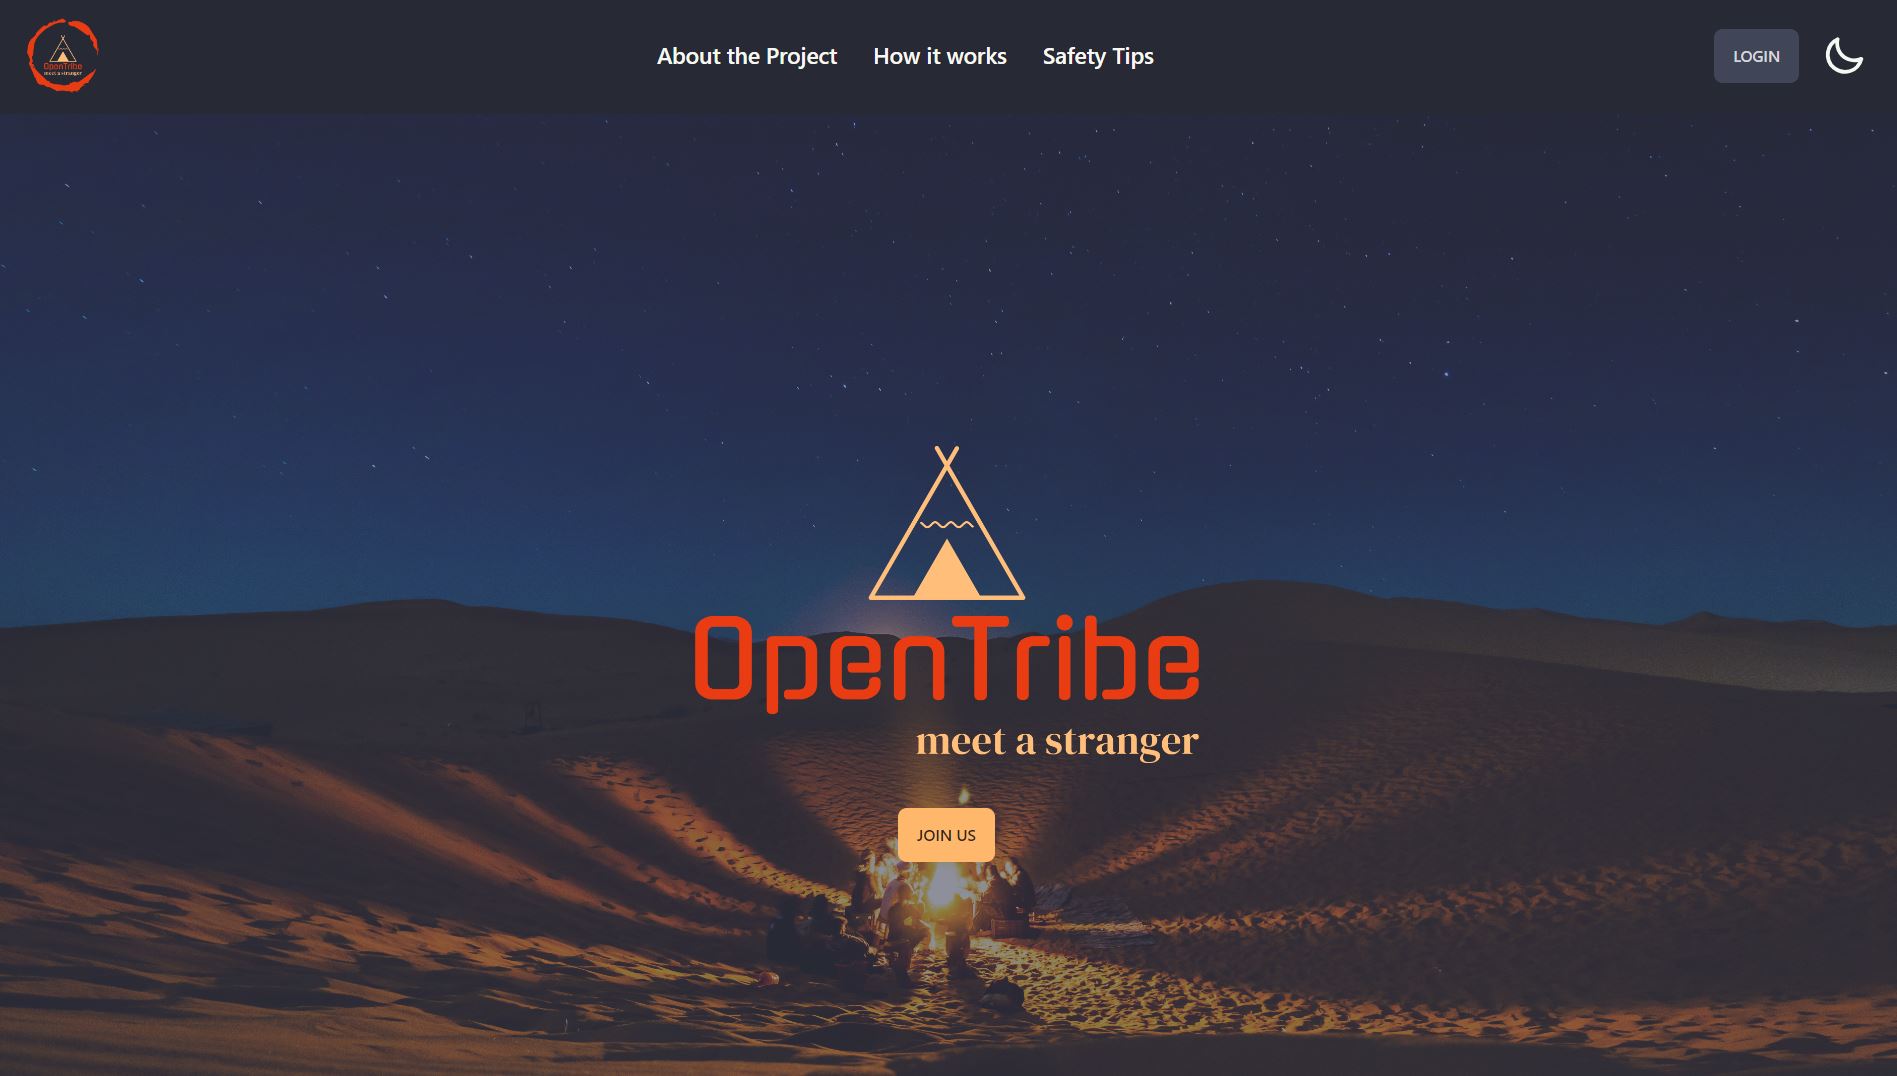 OpenTribe
meet a stranger
About the Project
How it works
Safety Tips
LOGIN
OpenTribe
meet a stranger
JOIN US